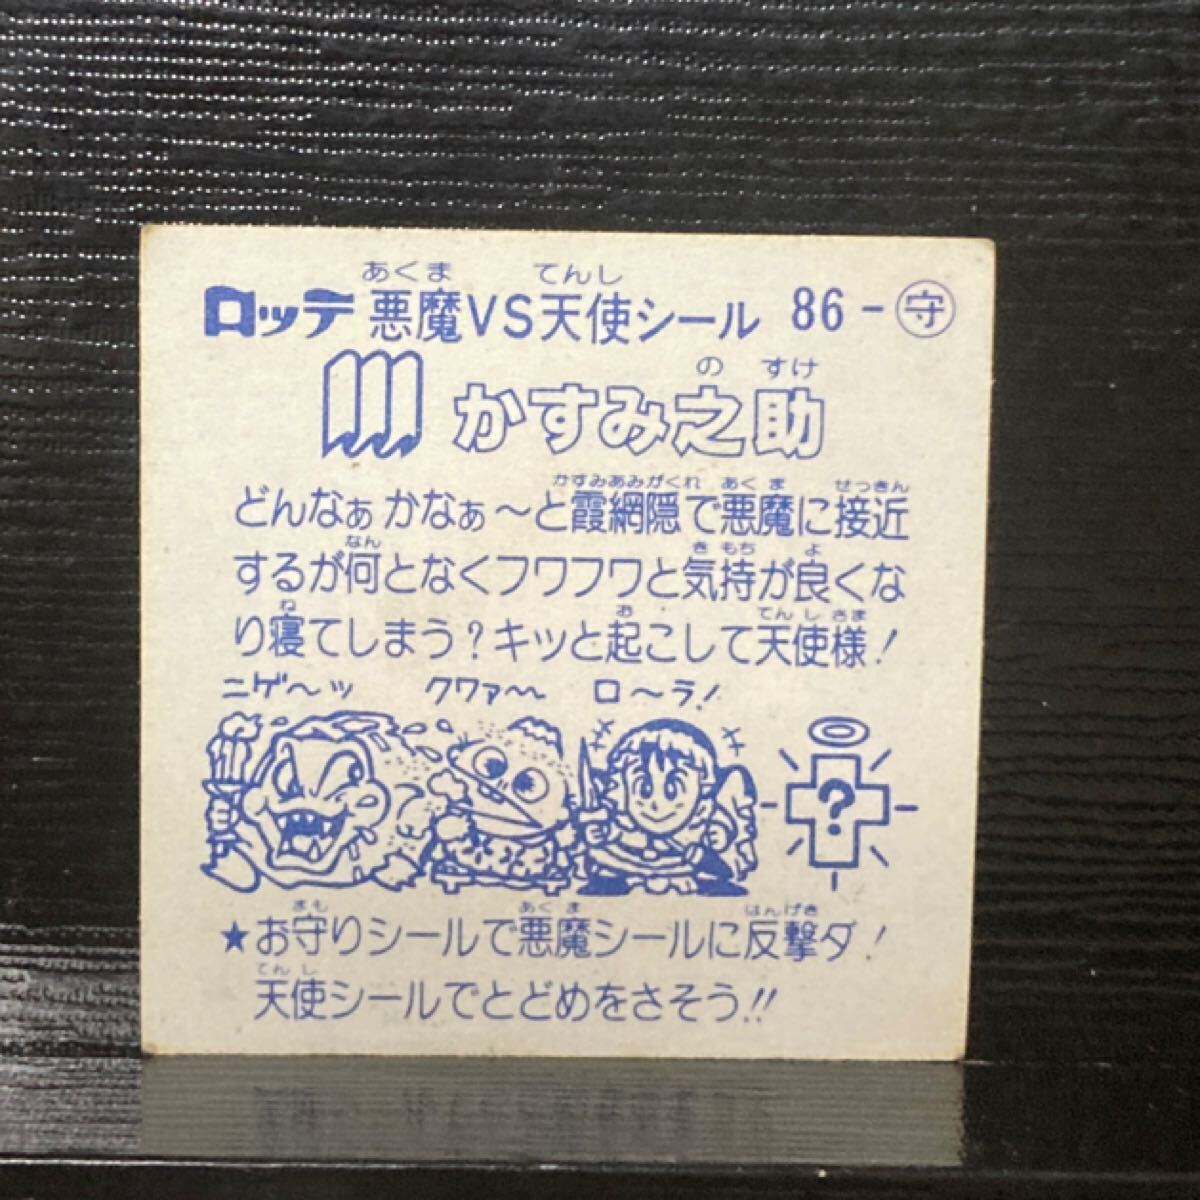 あくま てんし
ロッテ 悪魔VS天使シール 86-守
の すけ
かすみ之助
かすみあみがくれ あくま せっきん
どんなぁ かなぁ〜と霞網隠で悪魔に接近
なん き もち よ
するが何となくフワフワと気持が良くな
ね お てんしさま
り寝てしまう?キッと起こして天使様!
ニゲ〜ッ クワァ〜 ロ〜ラ!
?
まも あくま はんげき
★お守りシールで悪魔シールに反撃ダ!
てんし
天使シールでとどめをさそう!!